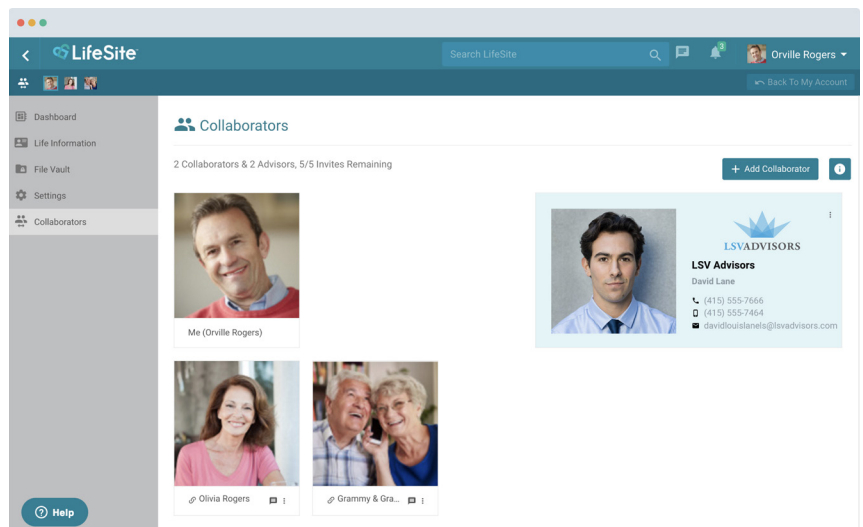 LifeSite
Search LifeSite
3
Orville Rogers
Back To My Account
Dashboard
Life Information
File Vault
Settings
Collaborators
Collaborators
2 Collaborators & 2 Advisors, 5/5 Invites Remaining
+ Add Collaborator
Me (Orville Rogers)
LSVADVISORS
LSV Advisors
David Lane
(415) 555-7666
(415) 555-7464
davidlouislanels@lsvadvisors.com
Olivia Rogers
Grammy & Gra...
? Help